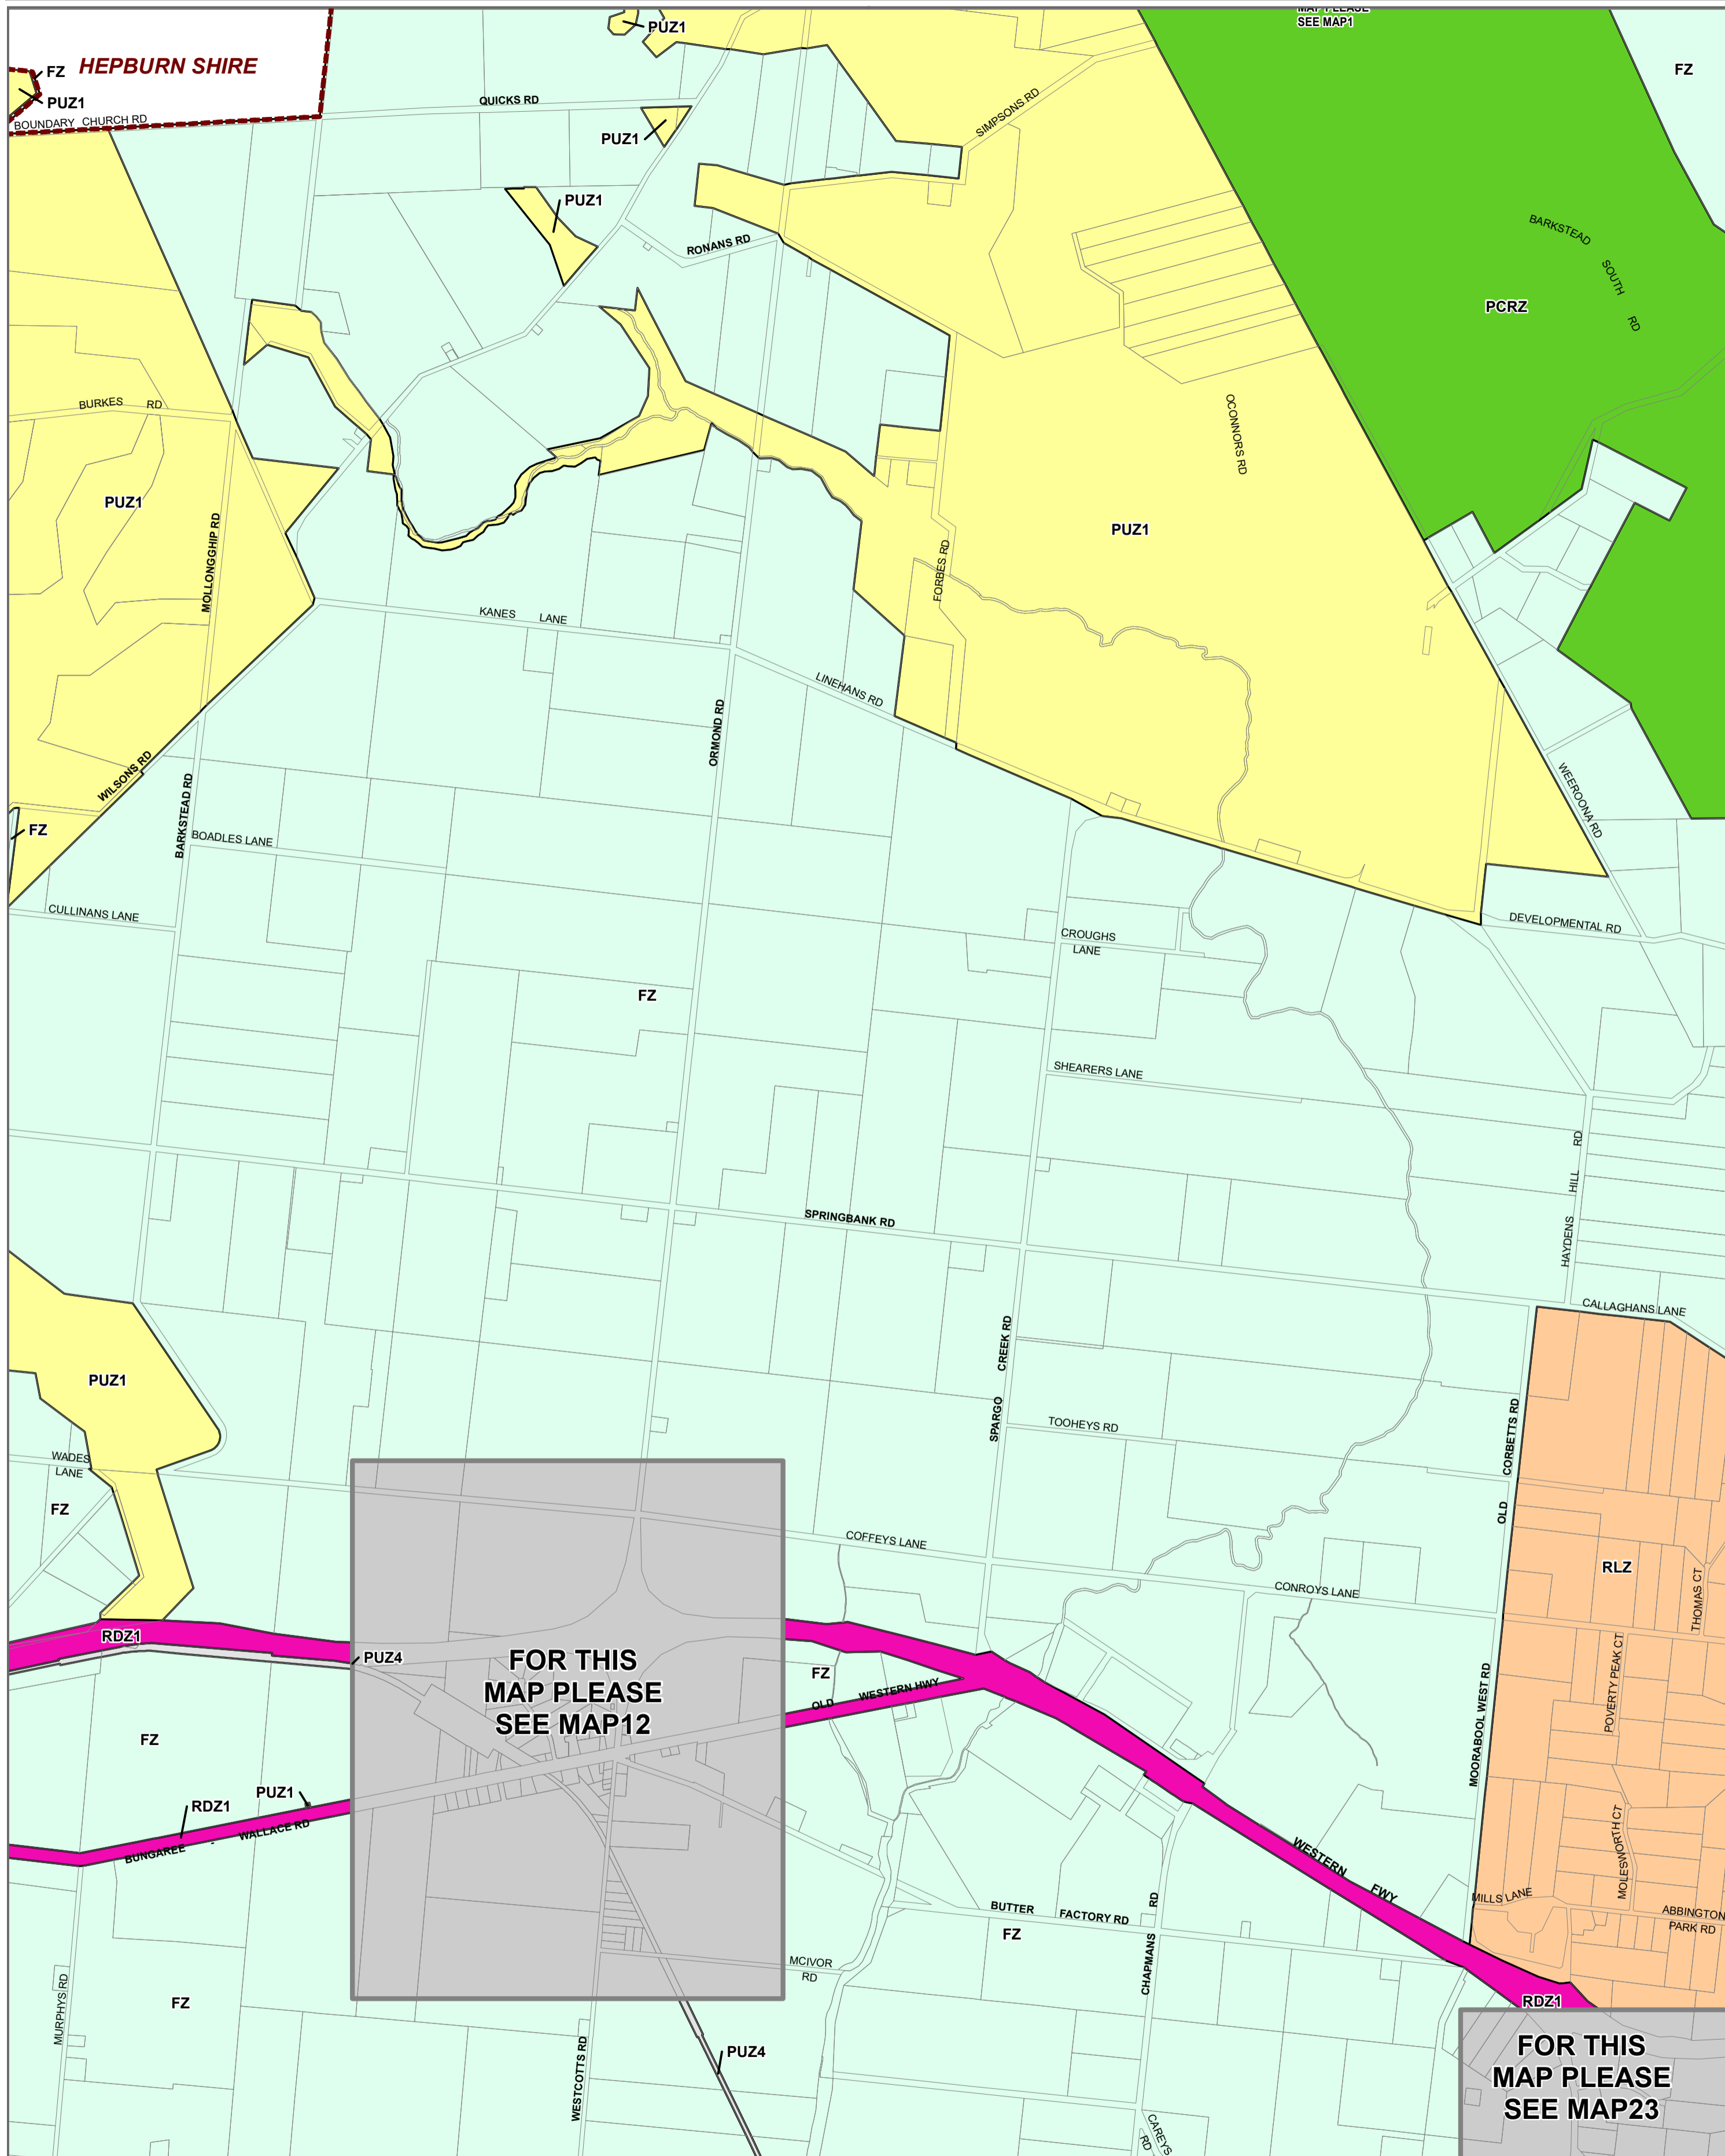 SEE MAP1
PUZ1
FZ
FZ
HEPBURN SHIRE
PUZ1
QUICKS RD
BOUNDARY CHURCH RD
SIMPSONS RD
PUZ1
PUZ1
BARKSTEAD
SOUTH
RD
RONANS RD
PCRZ
BURKES RD
OCONNORS RD
PUZ1
PUZ1
MOLLONGGHIP RD
FORBES RD
KANES LANE
LINEHANS RD
ORMOND RD
WILSONS RD
WEEROONA RD
BARKSTEAD RD
FZ
BOADLES LANE
CULLINANS LANE
DEVELOPMENTAL RD
CROUGHS
LANE
FZ
SHEARERS LANE
HAYDENS HILL RD
SPRINGBANK RD
CALLAGHANS LANE
SPARGO CREEK RD
PUZ1
TOOHEYS RD
OLD CORBETTS RD
WADES
LANE
FZ
COFFEYS LANE
RLZ
CONROYS LANE
THOMAS CT
RDZ1
PUZ4
FOR THIS
MAP PLEASE
SEE MAP12
FZ
OLD WESTERN HWY
POVERTY PEAK CT
MOORABOOL WEST RD
FZ
PUZ1
RDZ1
BUNGAREE - WALLACE RD
WESTERN FWY
MOLESWORTH CT
MILLS LANE
ABBINGTON
PARK RD
BUTTER FACTORY RD
FZ
CHAPMANS RD
MCIVOR
RD
MURPHYS RD
FZ
RDZ1
PUZ4
WESTCOTTS RD
FOR THIS
MAP PLEASE
SEE MAP23
CAREYS
RD